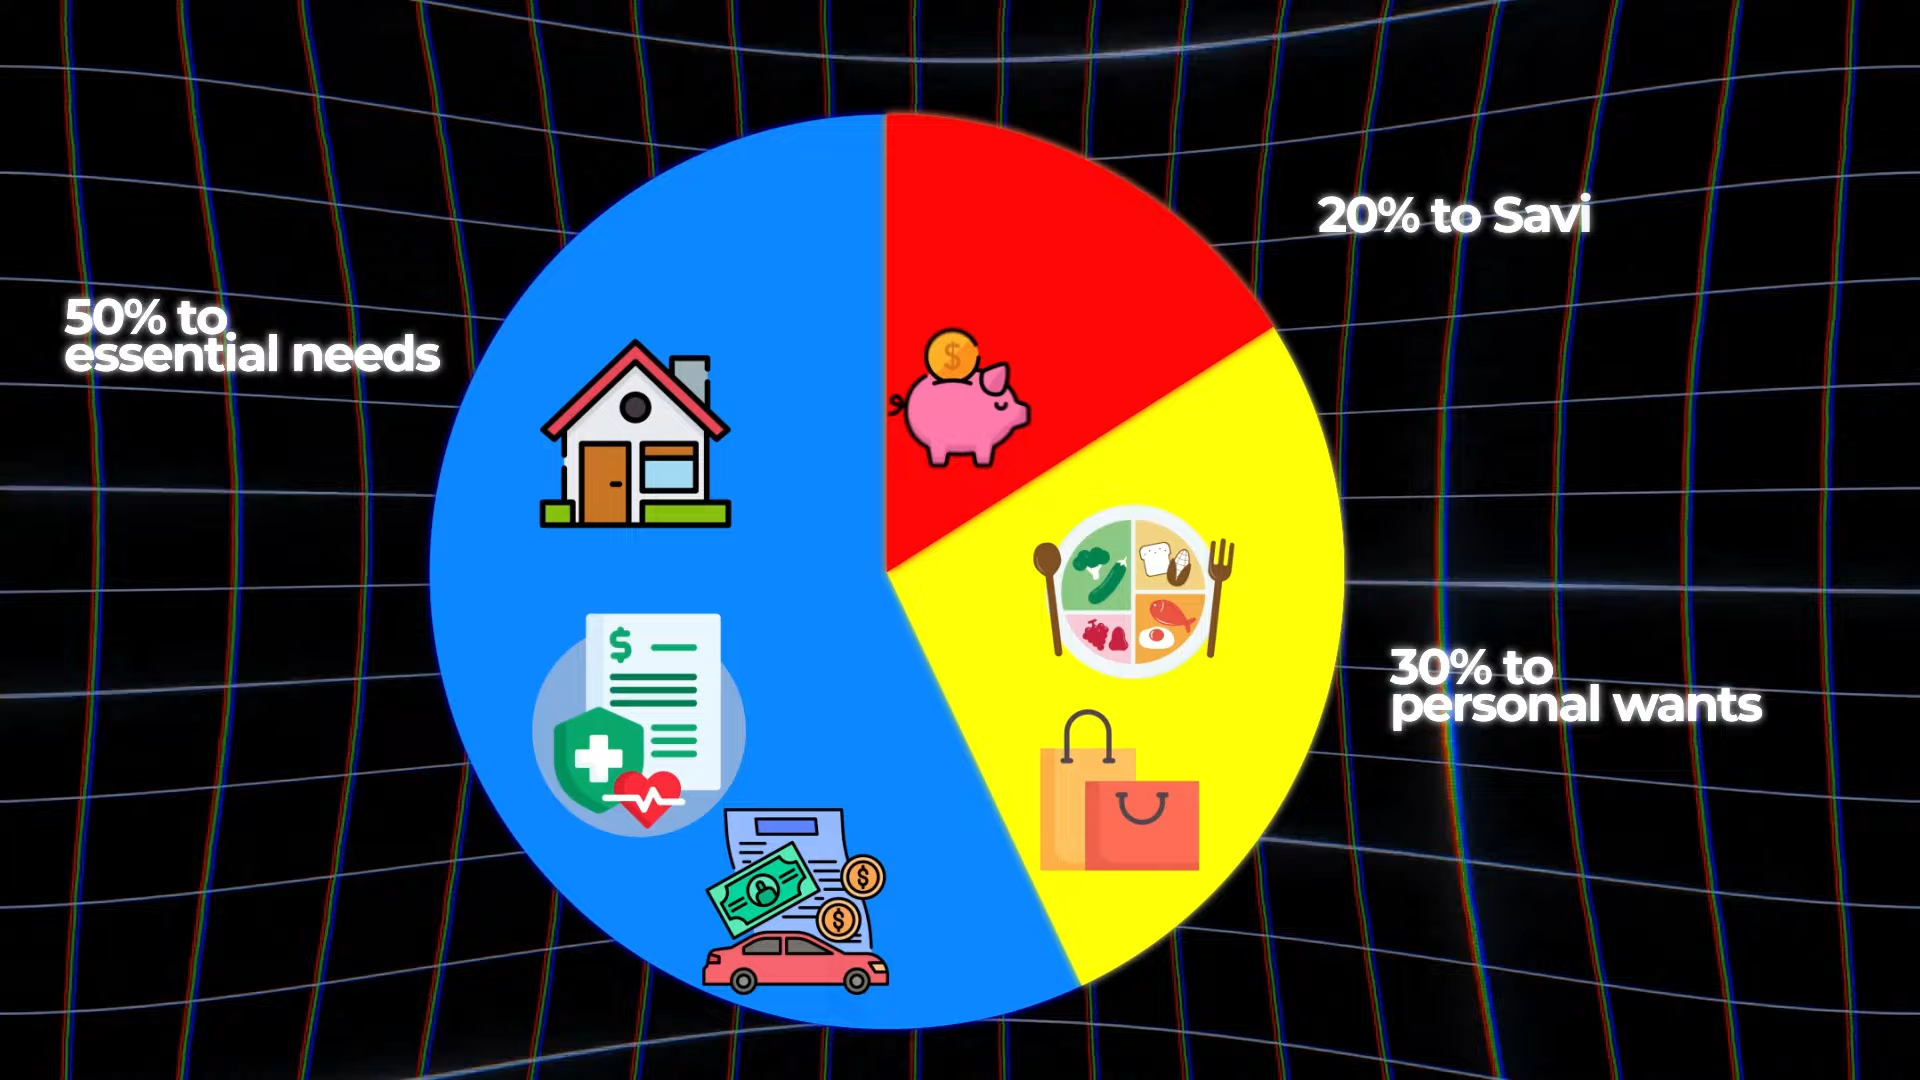 50% to
essential needs
20% to Savi
30% to
personal wants